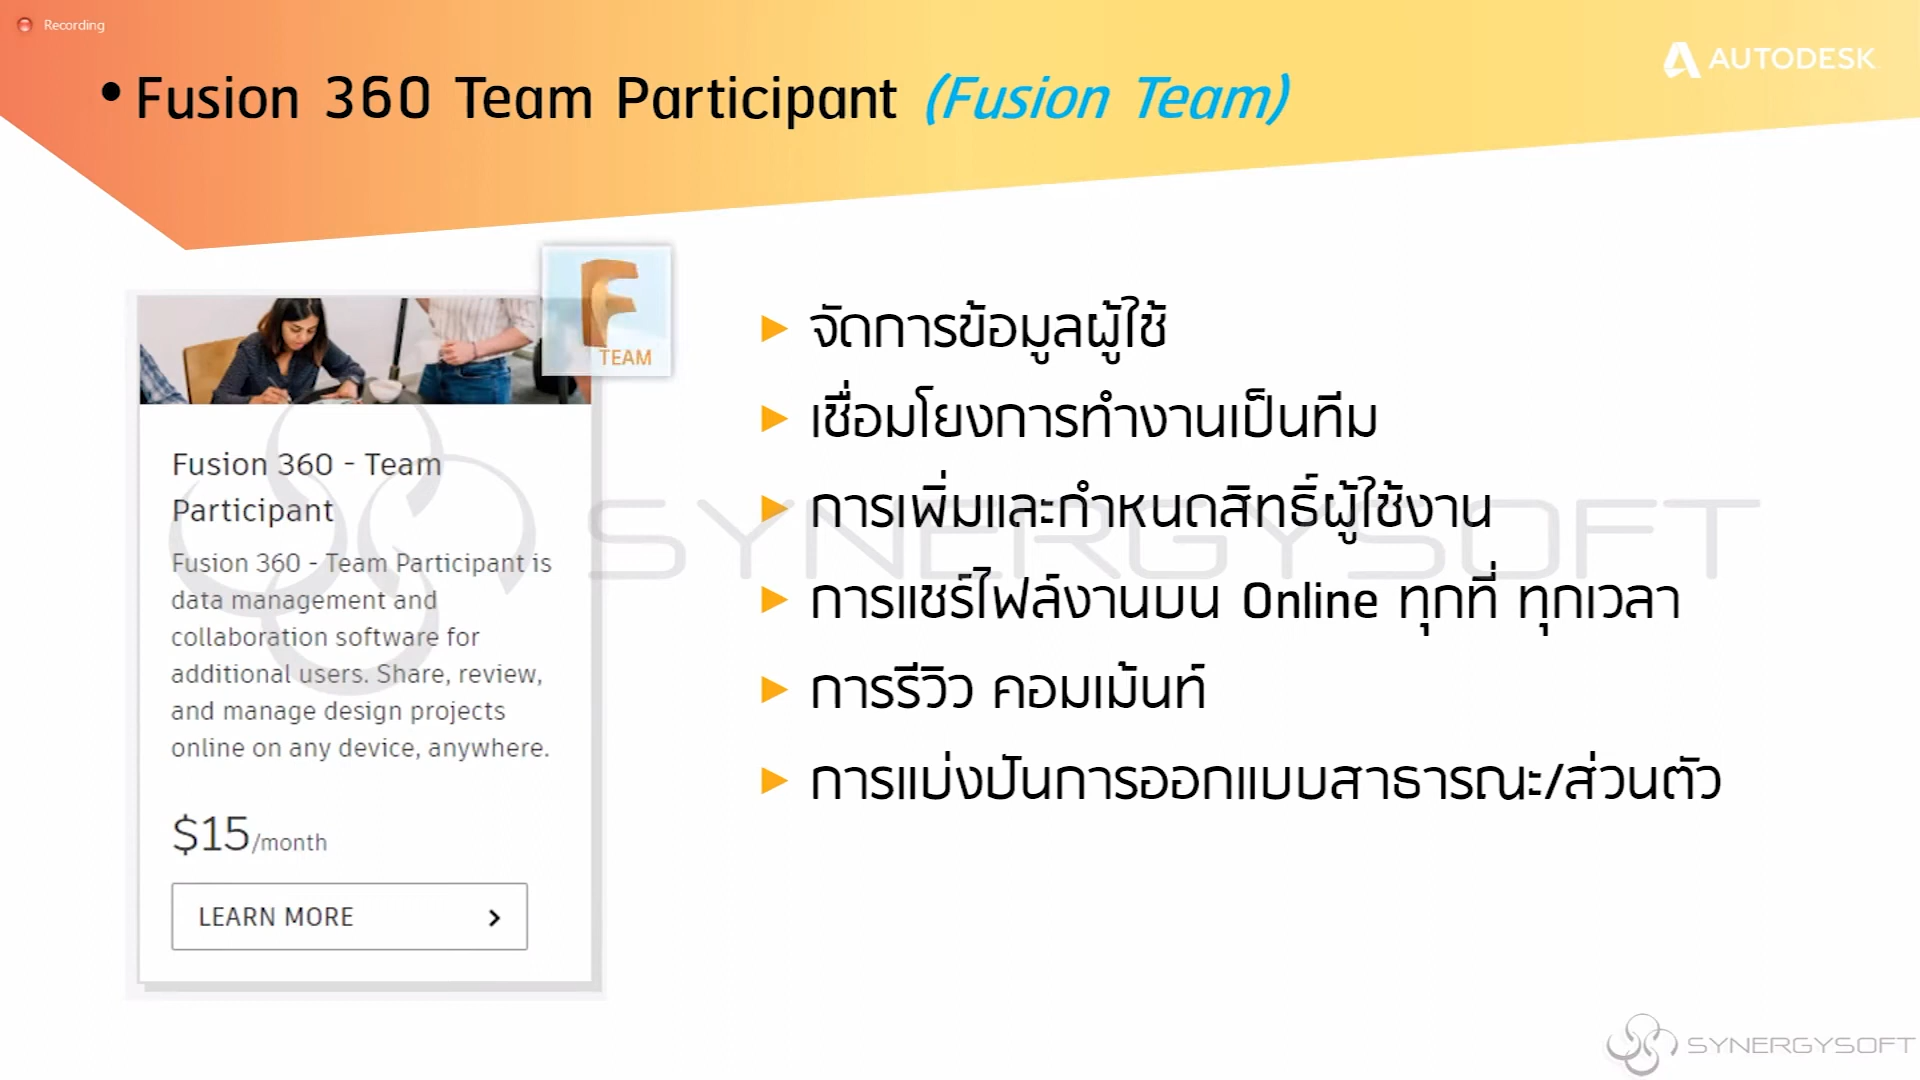 Recording
AUTODESK
• Fusion 360 Team Participant (Fusion Team)
TEAM
Fusion 360 - Team
Participant
Fusion 360 - Team Participant is
data management and
collaboration software for
additional users. Share, review,
and manage design projects
online on any device, anywhere.
$15/month
LEARN MORE
จัดการข้อมูลผู้ใช้
เชื่อมโยงการทำงานเป็นทีม
การเพิ่มและกำหนดสิทธิ์ผู้ใช้งาน
การแชร์ไฟล์งานบน Online ทุกที่ ทุกเวลา
การรีวิว คอมเม้นท์
การแบ่งปันการออกแบบสาธารณะ/ส่วนตัว
SYNERGYSOFT
SYNERGYSOFT